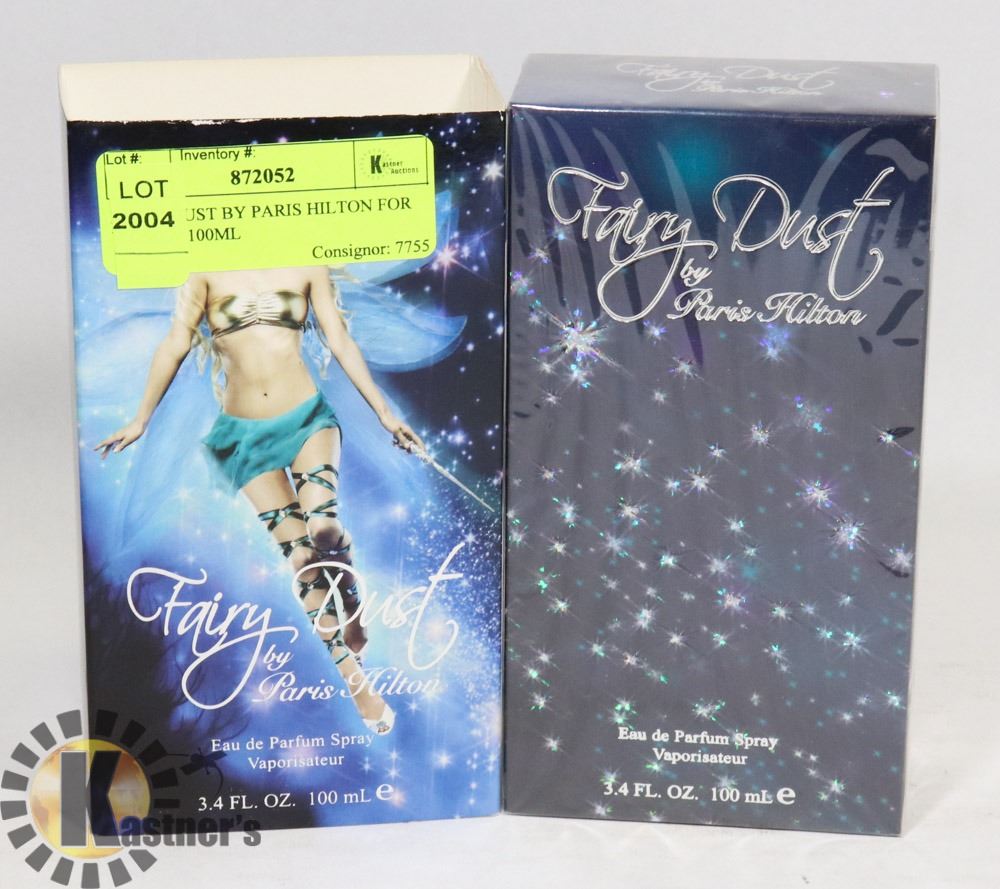 Lot #:
Inventory #:
872052
Kastner
Auctions
LOT
2004
UST BY PARIS HILTON FOR
100ML
Consignor: 7755
Fairy Dust
by
Paris Hilton
Eau de Parfum Spray
Vaporisateur
3.4 FL. OZ. 100 mL e
Fairy Dust
by Paris Hilton
Fairy Dust
by
Paris Hilton
Eau de Parfum Spray
Vaporisateur
3.4 FL. OZ. 100 mL e
Kastner's